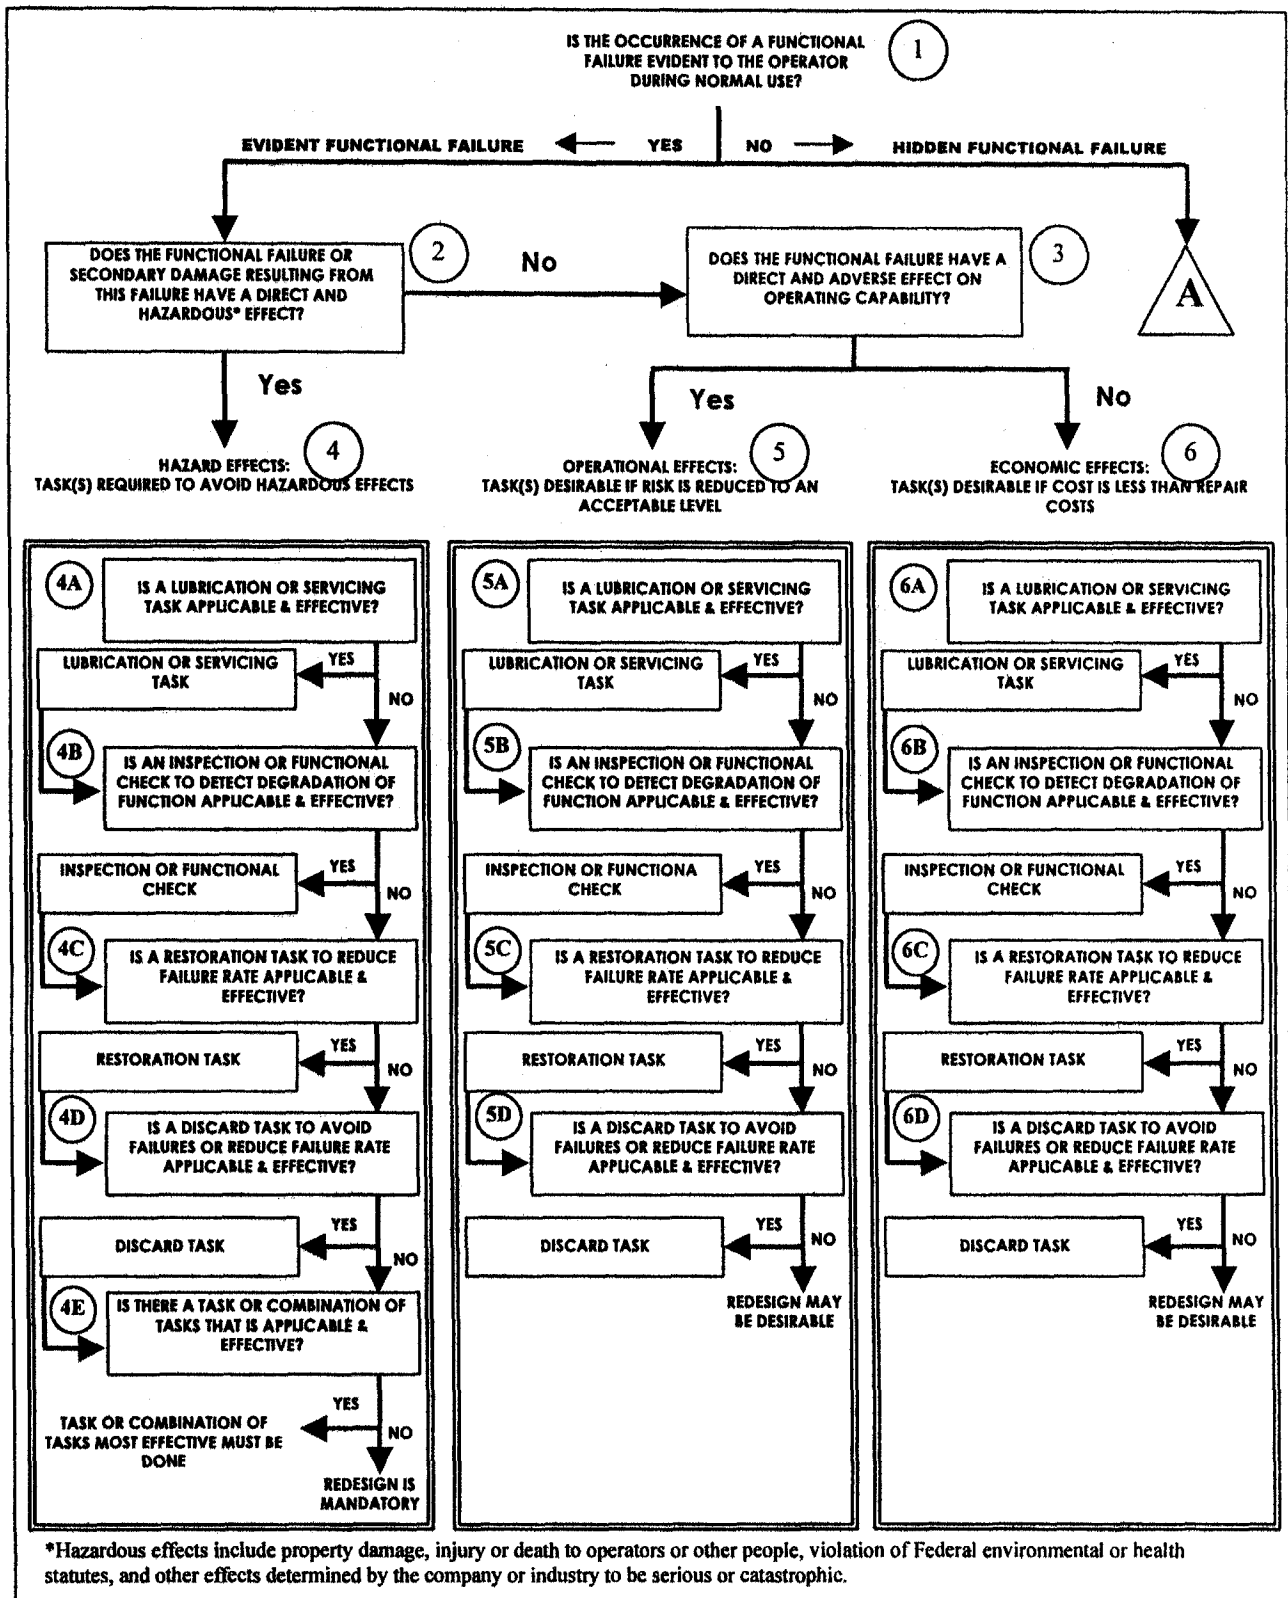 IS THE OCCURRENCE OF A FUNCTIONAL
FAILURE EVIDENT TO THE OPERATOR
DURING NORMAL USE?
1
EVIDENT FUNCTIONAL FAILURE
YES
NO
HIDDEN FUNCTIONAL FAILURE
DOES THE FUNCTIONAL FAILURE OR
SECONDARY DAMAGE RESULTING FROM
THIS FAILURE HAVE A DIRECT AND
HAZARDOUS* EFFECT?
2
No
DOES THE FUNCTIONAL FAILURE HAVE A
DIRECT AND ADVERSE EFFECT ON
OPERATING CAPABILITY?
3
A
Yes
Yes
No
4
HAZARD EFFECTS:
TASK(S) REQUIRED TO AVOID HAZARDOUS EFFECTS
5
OPERATIONAL EFFECTS:
TASK(S) DESIRABLE IF RISK IS REDUCED TO AN
ACCEPTABLE LEVEL
6
ECONOMIC EFFECTS:
TASK(S) DESIRABLE IF COST IS LESS THAN REPAIR
COSTS
4A
IS A LUBRICATION OR SERVICING
TASK APPLICABLE & EFFECTIVE?
LUBRICATION OR SERVICING
TASK
YES
NO
4B
IS AN INSPECTION OR FUNCTIONAL
CHECK TO DETECT DEGRADATION OF
FUNCTION APPLICABLE & EFFECTIVE?
INSPECTION OR FUNCTIONAL
CHECK
YES
NO
4C
IS A RESTORATION TASK TO REDUCE
FAILURE RATE APPLICABLE &
EFFECTIVE?
RESTORATION TASK
YES
NO
4D
IS A DISCARD TASK TO AVOID
FAILURES OR REDUCE FAILURE RATE
APPLICABLE & EFFECTIVE?
DISCARD TASK
YES
NO
4E
IS THERE A TASK OR COMBINATION OF
TASKS THAT IS APPLICABLE &
EFFECTIVE?
YES
NO
TASK OR COMBINATION OF
TASKS MOST EFFECTIVE MUST BE
DONE
REDESIGN IS
MANDATORY
5A
IS A LUBRICATION OR SERVICING
TASK APPLICABLE & EFFECTIVE?
LUBRICATION OR SERVICING
TASK
YES
NO
5B
IS AN INSPECTION OR FUNCTIONAL
CHECK TO DETECT DEGRADATION OF
FUNCTION APPLICABLE & EFFECTIVE?
INSPECTION OR FUNCTIONA
CHECK
YES
NO
5C
IS A RESTORATION TASK TO REDUCE
FAILURE RATE APPLICABLE &
EFFECTIVE?
RESTORATION TASK
YES
NO
5D
IS A DISCARD TASK TO AVOID
FAILURES OR REDUCE FAILURE RATE
APPLICABLE & EFFECTIVE?
DISCARD TASK
YES
NO
REDESIGN MAY
BE DESIRABLE
6A
IS A LUBRICATION OR SERVICING
TASK APPLICABLE & EFFECTIVE?
LUBRICATION OR SERVICING
TASK
YES
NO
6B
IS AN INSPECTION OR FUNCTIONAL
CHECK TO DETECT DEGRADATION OF
FUNCTION APPLICABLE & EFFECTIVE?
INSPECTION OR FUNCTIONAL
CHECK
YES
NO
6C
IS A RESTORATION TASK TO REDUCE
FAILURE RATE APPLICABLE &
EFFECTIVE?
RESTORATION TASK
YES
NO
6D
IS A DISCARD TASK TO AVOID
FAILURES OR REDUCE FAILURE RATE
APPLICABLE & EFFECTIVE?
DISCARD TASK
YES
NO
REDESIGN MAY
BE DESIRABLE
*Hazardous effects include property damage, injury or death to operators or other people, violation of Federal environmental or health
statutes, and other effects determined by the company or industry to be serious or catastrophic.